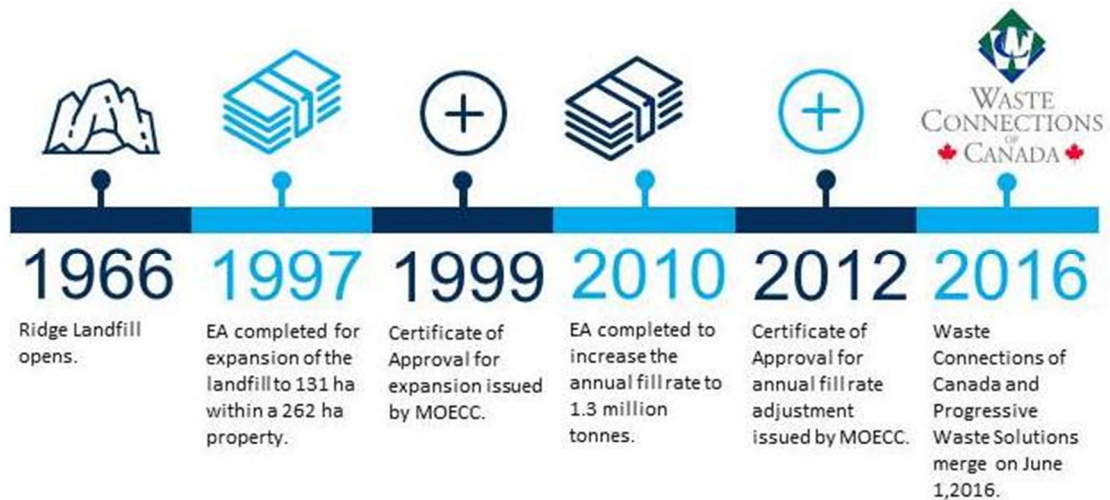 WASTE
CONNECTIONS
OF
CANADA
1966
Ridge Landfill
opens.
1997
EA completed for
expansion of the
landfill to 131 ha
within a 262 ha
property.
1999
Certificate of
Approval for
expansion issued
by MOECC.
2010
EA completed to
increase the
annual fill rate to
1.3 million
tonnes.
2012
Certificate of
Approval for
annual fill rate
adjustment
issued by MOECC.
2016
Waste
Connections of
Canada and
Progressive
Waste Solutions
merge on June
1,2016.